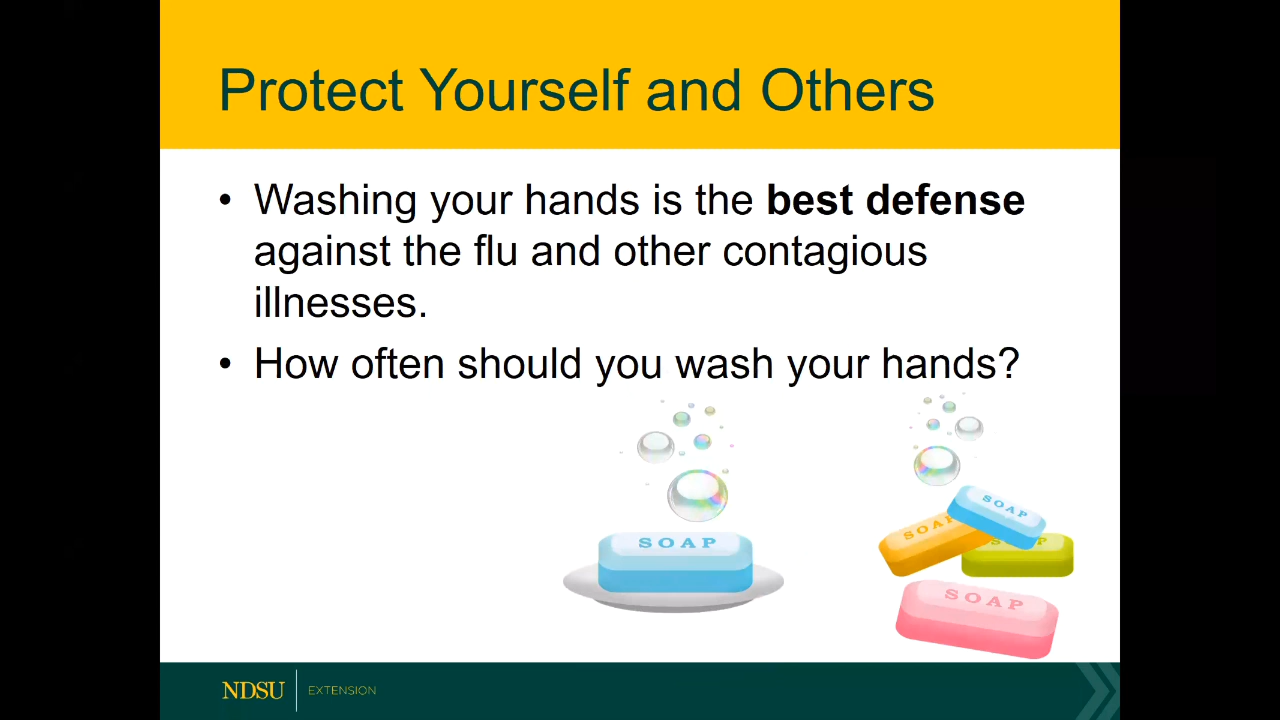 Protect Yourself and Others
• Washing your hands is the best defense
against the flu and other contagious
illnesses.
• How often should you wash your hands?
SOAP
SOAP
SOAP
SOAP
NDSU EXTENSION